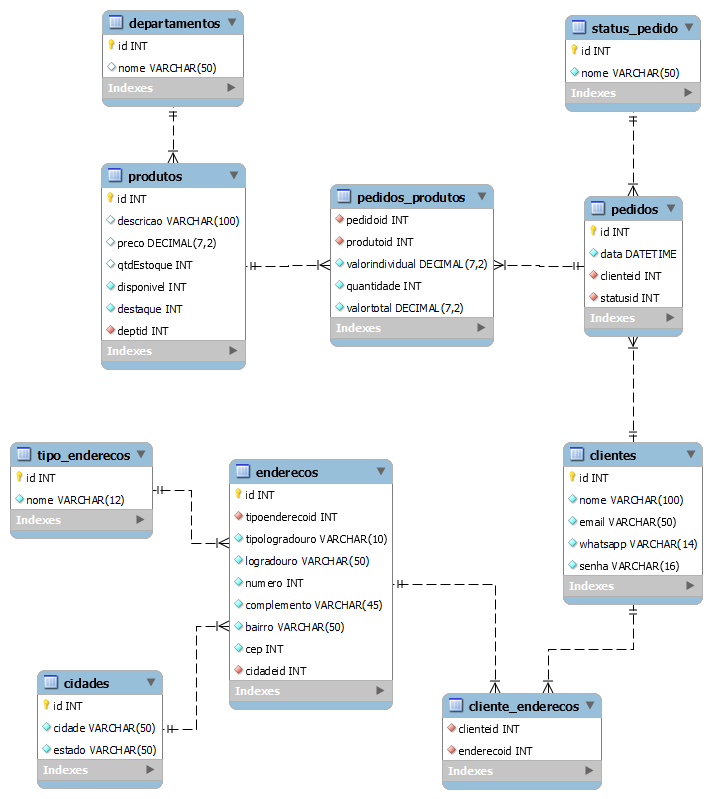 departamentos
id INT
nome VARCHAR(50)
Indexes
status_pedido
id INT
nome VARCHAR(50)
Indexes
produtos
id INT
descricao VARCHAR(100)
preco DECIMAL(7,2)
qtdEstoque INT
disponivel INT
destaque INT
deptid INT
Indexes
pedidos_produtos
pedidoid INT
produtoid INT
valorindividual DECIMAL(7,2)
quantidade INT
valortotal DECIMAL(7,2)
Indexes
pedidos
id INT
data DATETIME
clienteid INT
statusid INT
Indexes
tipo_enderecos
id INT
nome VARCHAR(12)
Indexes
enderecos
id INT
tipoenderecoid INT
tipologradouro VARCHAR(10)
logradouro VARCHAR(50)
numero INT
complemento VARCHAR(45)
bairro VARCHAR(50)
cep INT
cidadeid INT
Indexes
clientes
id INT
nome VARCHAR(100)
email VARCHAR(50)
whatsapp VARCHAR(14)
senha VARCHAR(16)
Indexes
cidades
id INT
cidade VARCHAR(50)
estado VARCHAR(50)
Indexes
cliente_enderecos
clienteid INT
enderecoid INT
Indexes